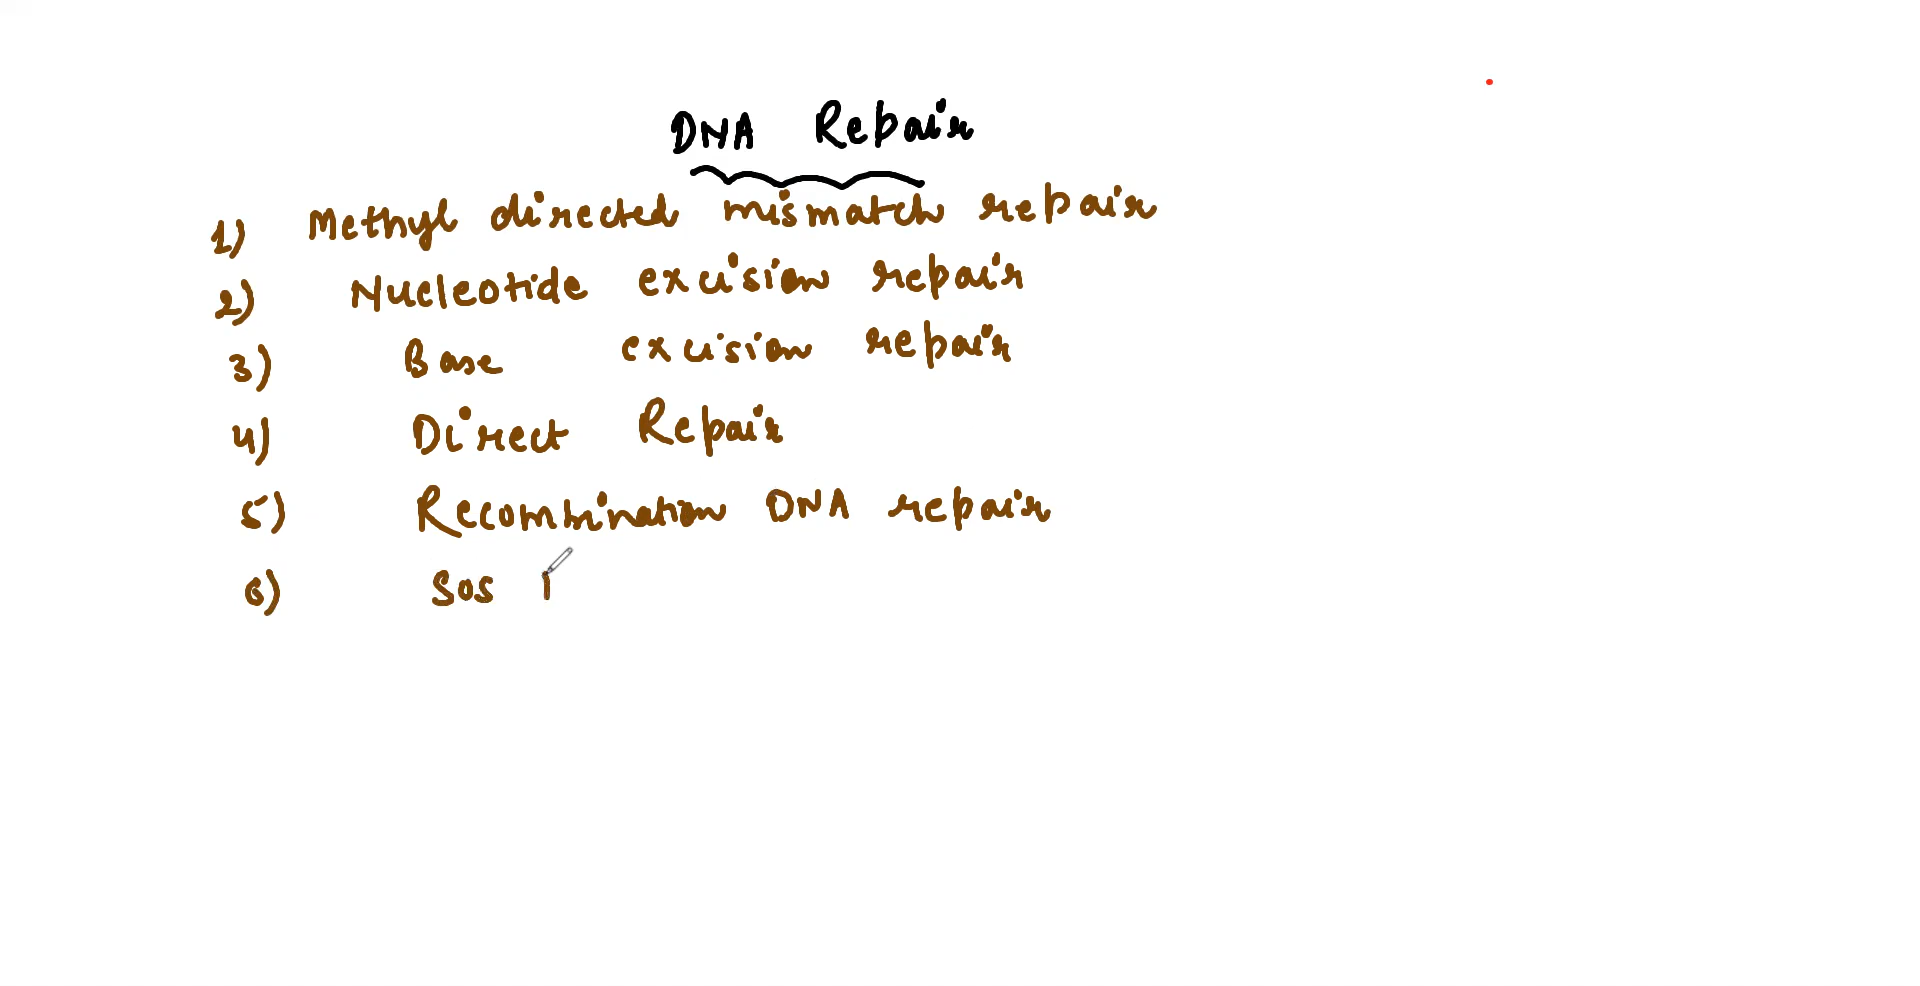 DNA Repair
1) Methyl directed mismatch repair
2) Nucleotide excision repair
3) Base excision repair
4) Direct Repair
5) Recombination DNA repair
6) SOS